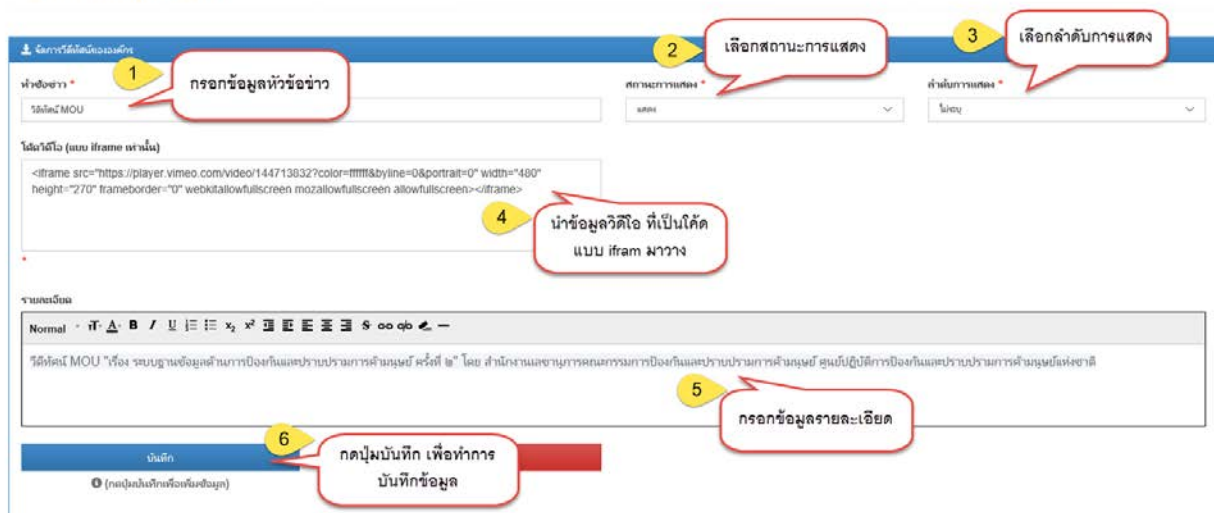 จัดการวีดิทัศน์ขององค์กร
1
กรอกข้อมูลหัวข้อข่าว
2
เลือกสถานะการแสดง
3
เลือกลำดับการแสดง
หัวข้อข่าว *
สถานะการแสดง *
ลำดับการแสดง *
วีดิทัศน์ MOU
แสดง
ไม่ระบุ
โค้ดวีดีโอ (แบบ iframe เท่านั้น)
<iframe src="https://player.vimeo.com/video/144713832?color=ffffff&byline=0&portrait=0" width="480"
height="270" frameborder="0" webkitallowfullscreen mozallowfullscreen allowfullscreen></iframe>
4
นำข้อมูลวิดีโอ ที่เป็นโค้ด
แบบ ifram มาวาง
*
รายละเอียด
Normal
วีดิทัศน์ MOU "เรื่อง ระบบฐานข้อมูลด้านการป้องกันและปราบปรามการค้ามนุษย์ ครั้งที่ ๒" โดย สำนักงานเลขานุการคณะกรรมการป้องกันและปราบปรามการค้ามนุษย์ ศูนย์ปฏิบัติการป้องกันและปราบปรามการค้ามนุษย์แห่งชาติ
5
กรอกข้อมูลรายละเอียด
6
กดปุ่มบันทึก เพื่อทำการ
บันทึกข้อมูล
บันทึก
(กดปุ่มบันทึกเพื่อเพิ่มข้อมูล)